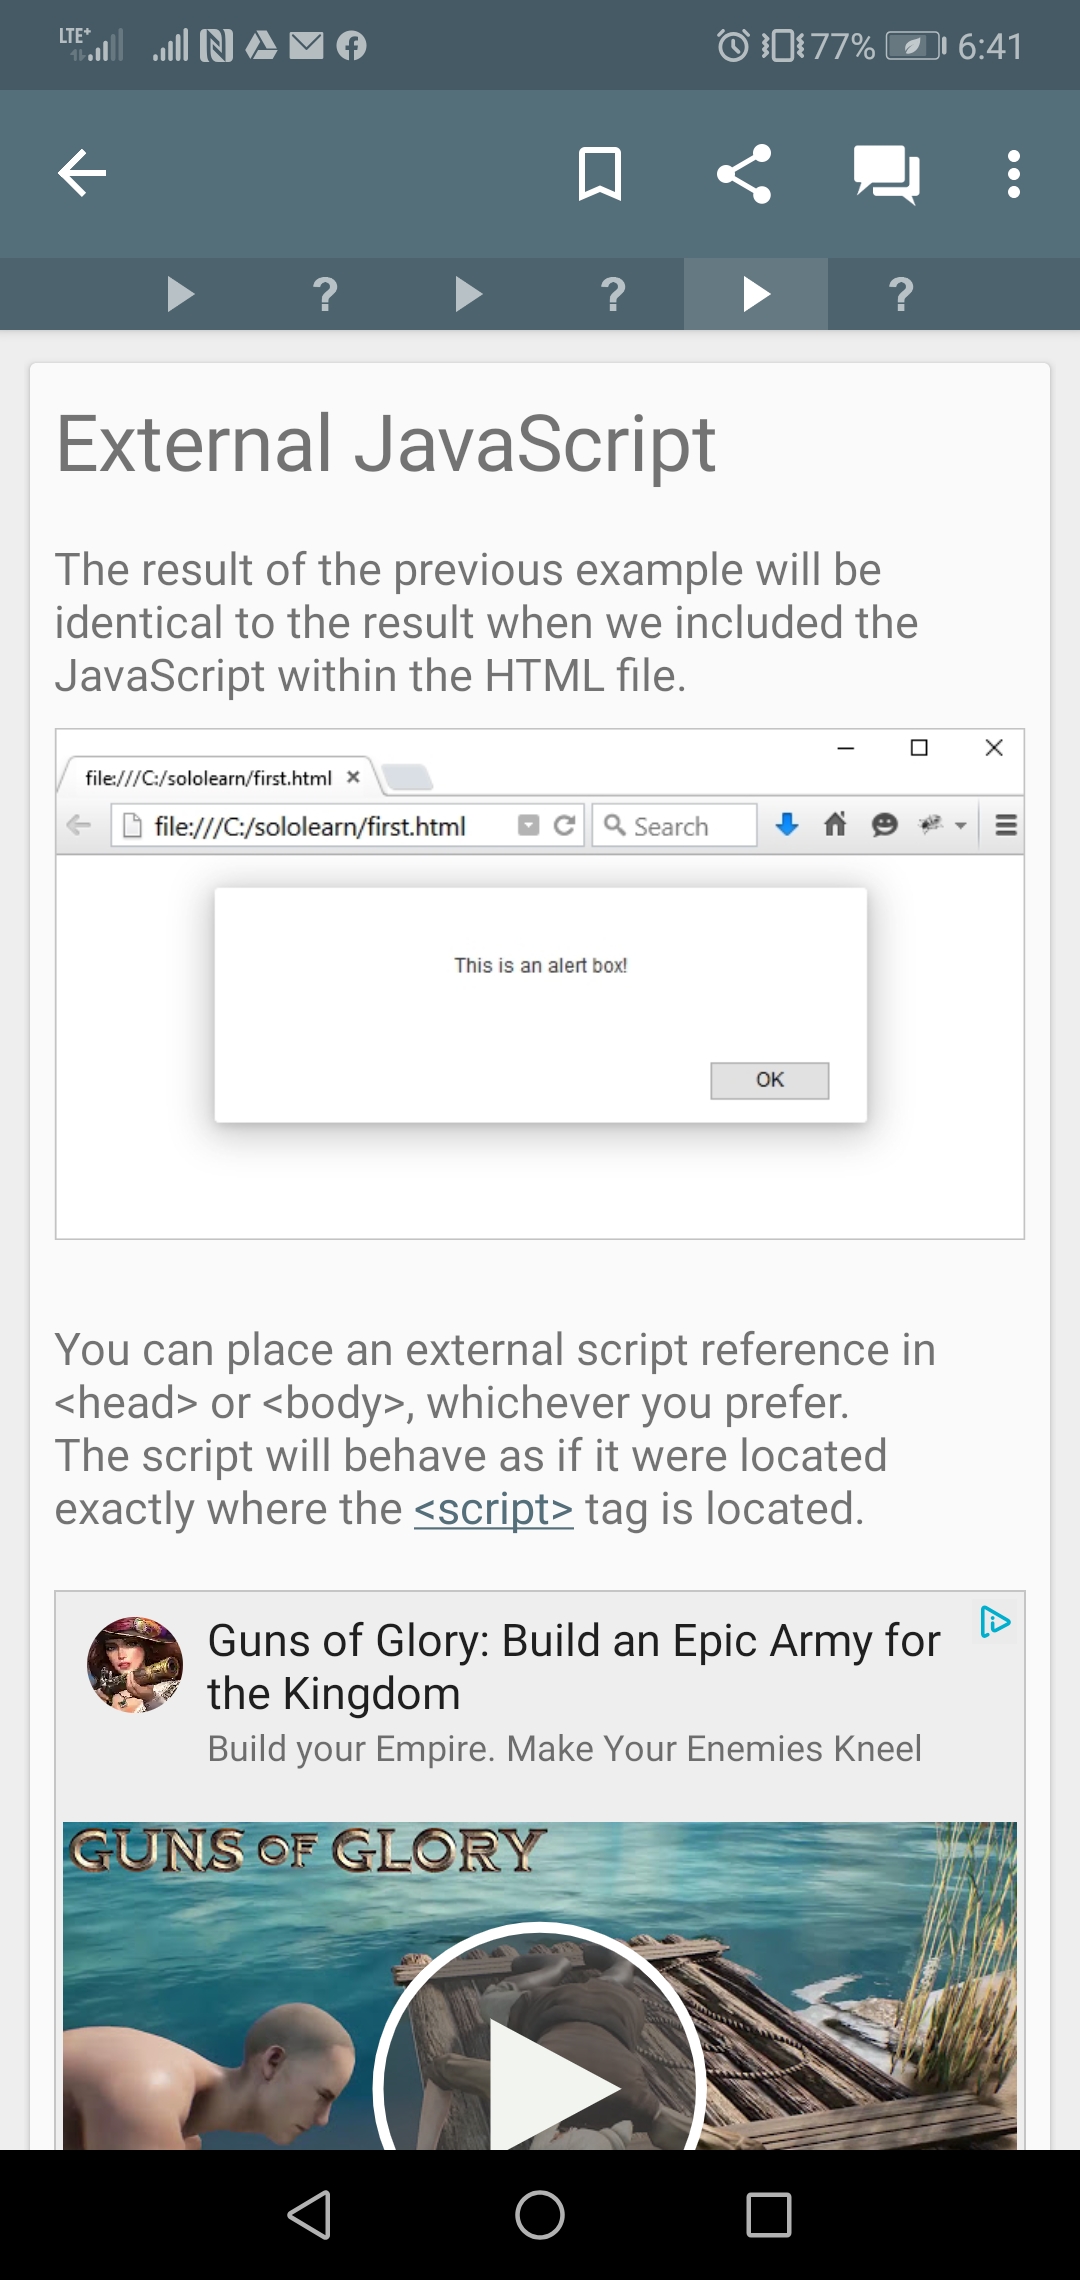 LTE+ 77% 6:41
? ? ?
External JavaScript
The result of the previous example will be
identical to the result when we included the
JavaScript within the HTML file.
file:///C:/sololearn/first.html
file:///C:/sololearn/first.html Search
This is an alert box!
OK
You can place an external script reference in
<head> or <body>, whichever you prefer.
The script will behave as if it were located
exactly where the <script> tag is located.
Guns of Glory: Build an Epic Army for
the Kingdom
Build your Empire. Make Your Enemies Kneel
GUNS OF GLORY